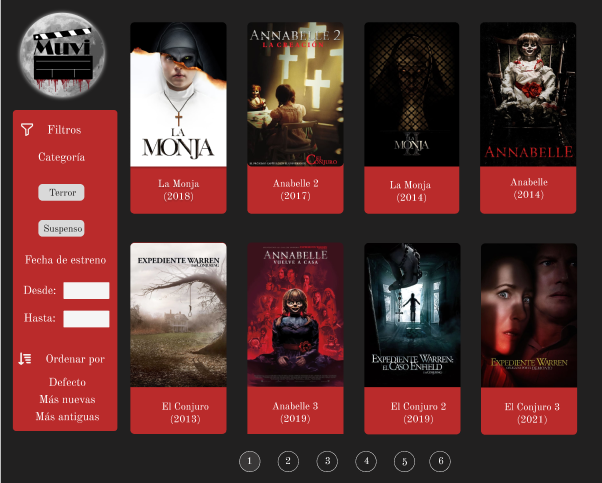 Muvi
Filtros
Categoría
Terror
Suspenso
Fecha de estreno
Desde:
Hasta:
Ordenar por
Defecto
Más nuevas
Más antiguas
LA
MONJA
La Monja
(2018)
ANNABELLE 2
LA CREACIÓN
Anabelle 2
(2017)
LA
MONJA
II
La Monja
(2014)
ANNABELLE
Anabelle
(2014)
EXPEDIENTE WARREN
El Conjuro
(2013)
ANNABELLE
VUELVE A CASA
Anabelle 3
(2019)
EXPEDIENTE WARREN:
EL CASO ENFIELD
El Conjuro 2
(2019)
EXPEDIENTE WARREN
El Conjuro 3
(2021)
1 2 3 4 5 6